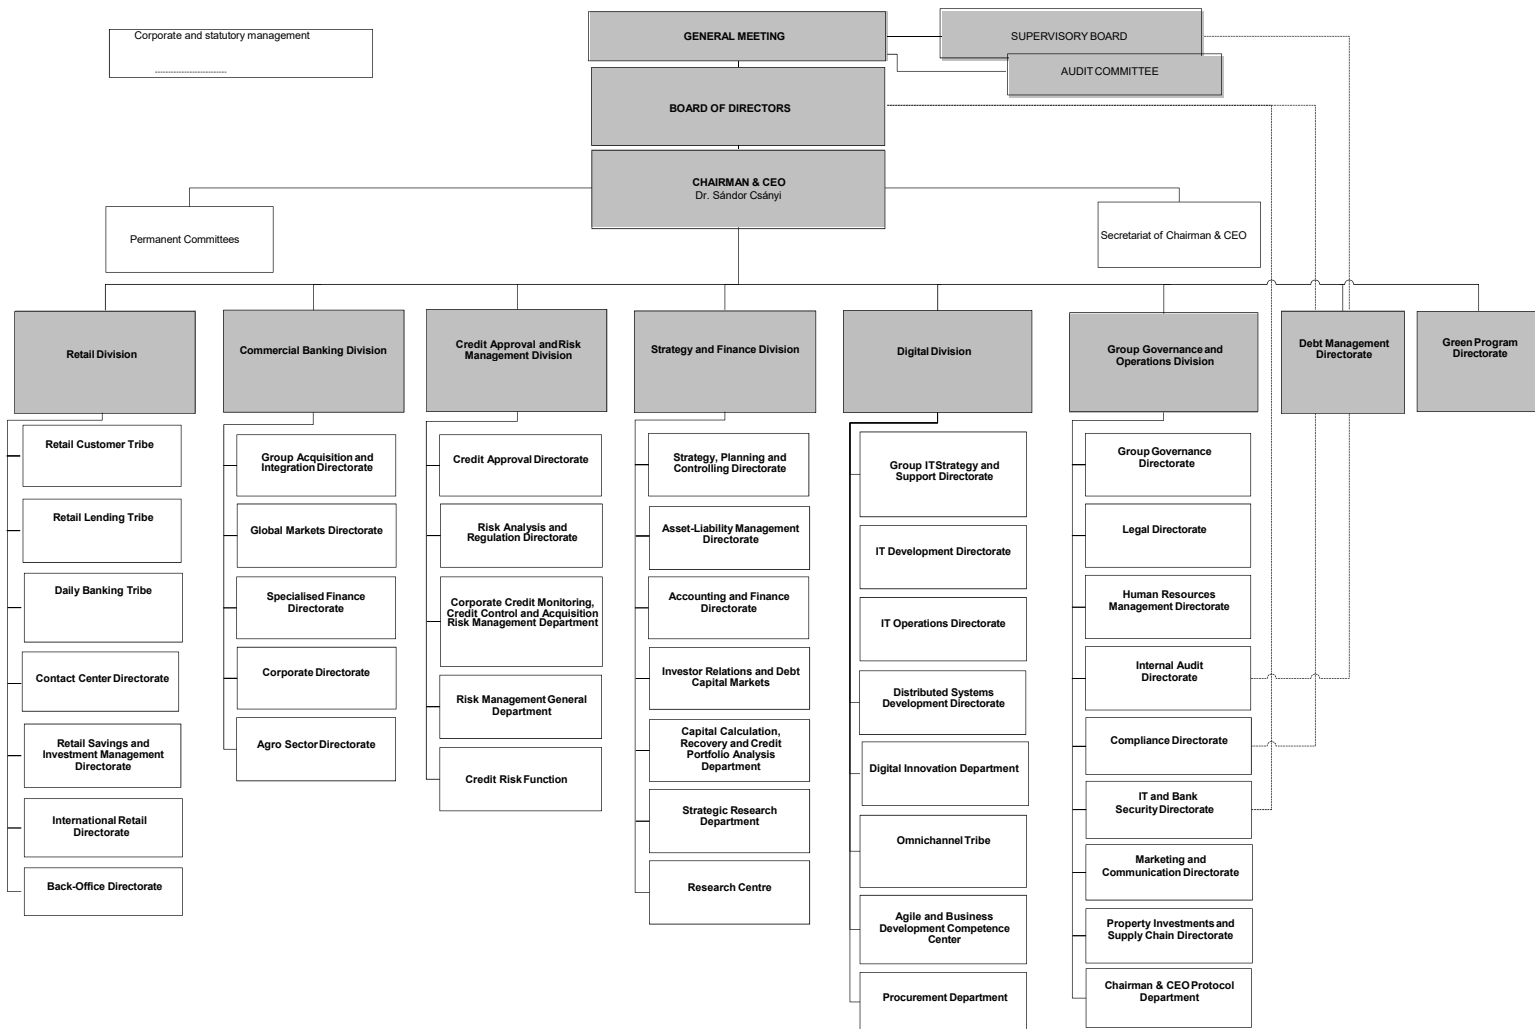 Corporate and statutory management
---------------------------
GENERAL MEETING
SUPERVISORY BOARD
AUDIT COMMITTEE
BOARD OF DIRECTORS
CHAIRMAN & CEO
Dr. Sándor Csányi
Permanent Committees
Secretariat of Chairman & CEO
Retail Division
Commercial Banking Division
Credit Approval and Risk
Management Division
Strategy and Finance Division
Digital Division
Group Governance and
Operations Division
Debt Management
Directorate
Green Program
Directorate
Retail Customer Tribe
Retail Lending Tribe
Daily Banking Tribe
Contact Center Directorate
Retail Savings and
Investment Management
Directorate
International Retail
Directorate
Back-Office Directorate
Group Acquisition and
Integration Directorate
Global Markets Directorate
Specialised Finance
Directorate
Corporate Directorate
Agro Sector Directorate
Credit Approval Directorate
Risk Analysis and
Regulation Directorate
Corporate Credit Monitoring,
Credit Control and Acquisition
Risk Management Department
Risk Management General
Department
Credit Risk Function
Strategy, Planning and
Controlling Directorate
Asset-Liability Management
Directorate
Accounting and Finance
Directorate
Investor Relations and Debt
Capital Markets
Capital Calculation,
Recovery and Credit
Portfolio Analysis
Department
Strategic Research
Department
Research Centre
Group IT Strategy and
Support Directorate
IT Development Directorate
IT Operations Directorate
Distributed Systems
Development Directorate
Digital Innovation Department
Omnichannel Tribe
Agile and Business
Development Competence
Center
Procurement Department
Group Governance
Directorate
Legal Directorate
Human Resources
Management Directorate
Internal Audit
Directorate
Compliance Directorate
IT and Bank
Security Directorate
Marketing and
Communication Directorate
Property Investments and
Supply Chain Directorate
Chairman & CEO Protocol
Department